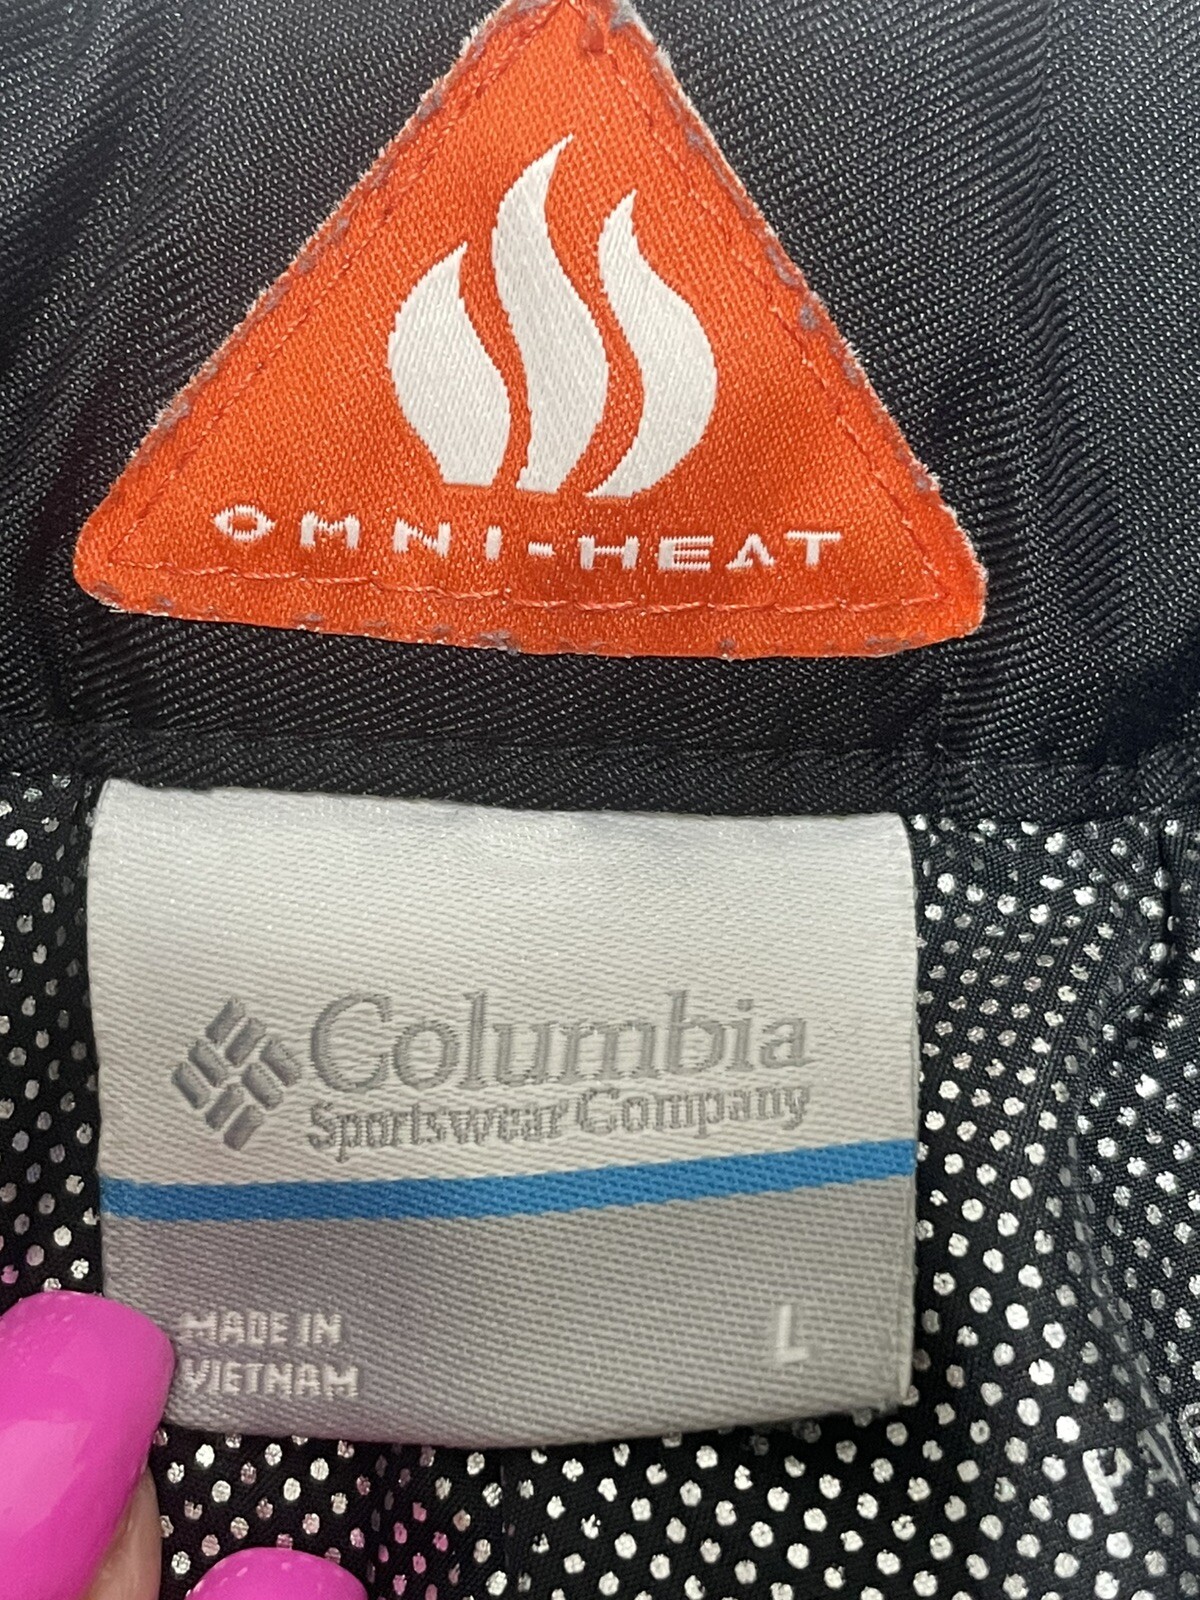 OMNI-HEAT
Columbia
Sportswear Company
MADE IN
VIETNAM
L